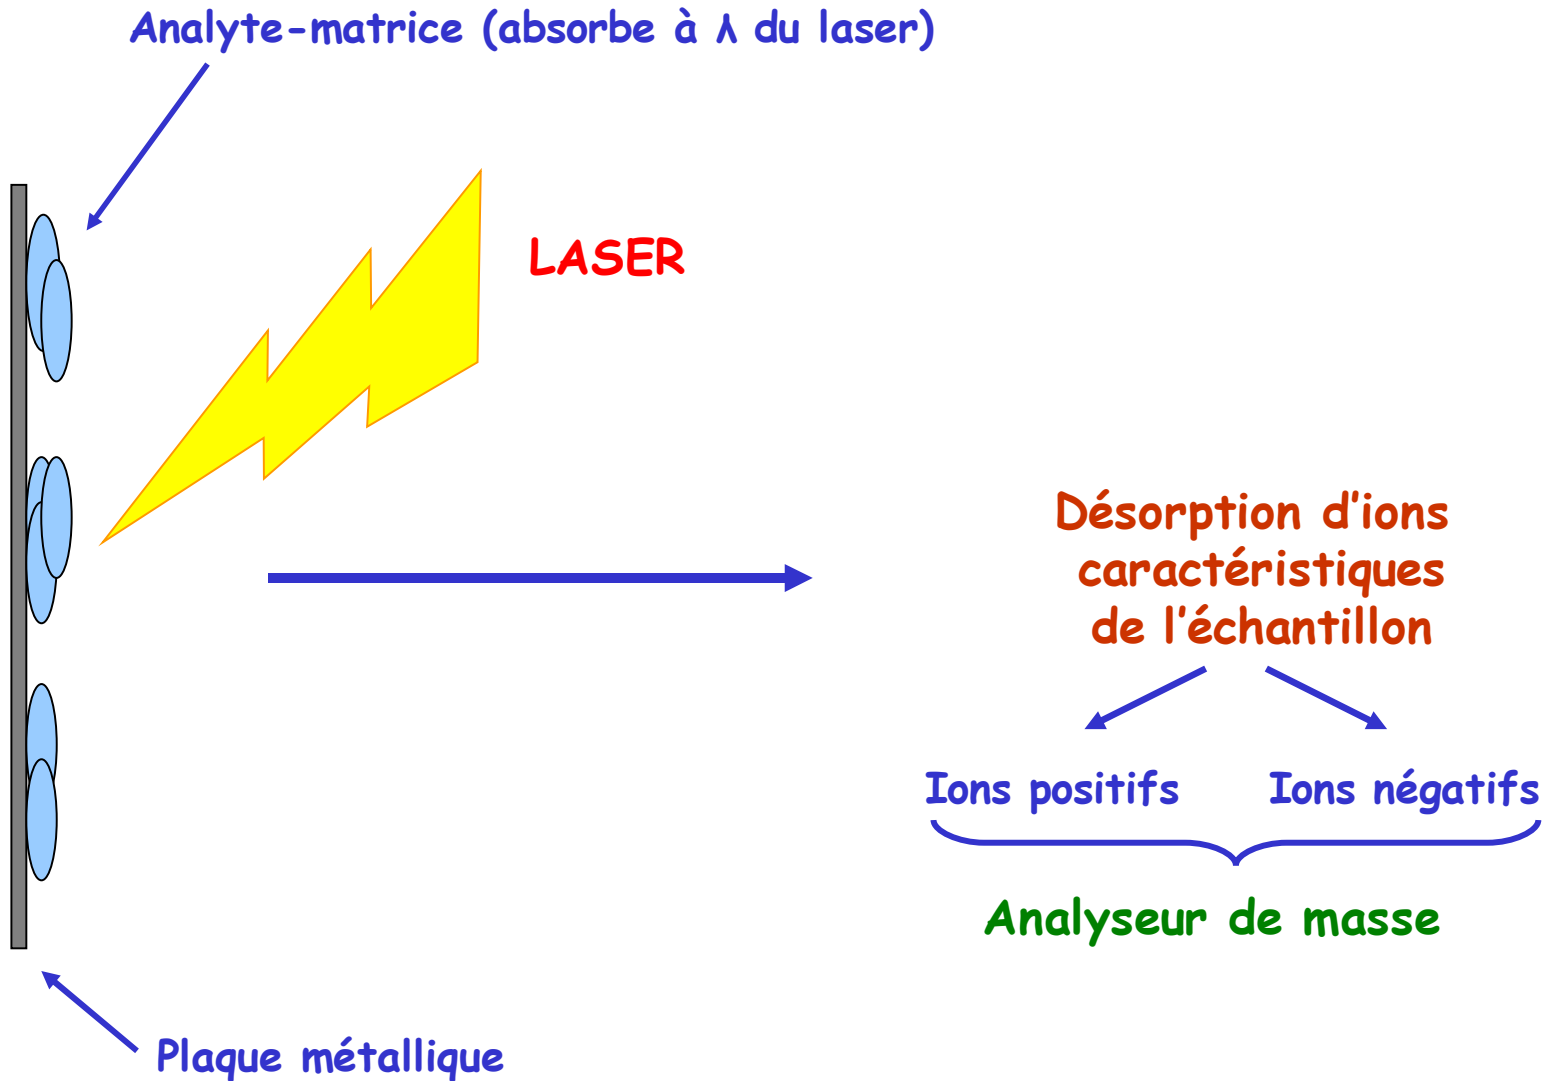 Analyte-matrice (absorbe à λ du laser)
LASER
Désorption d'ions
caractéristiques
de l'échantillon
Ions positifs
Ions négatifs
Analyseur de masse
Plaque métallique